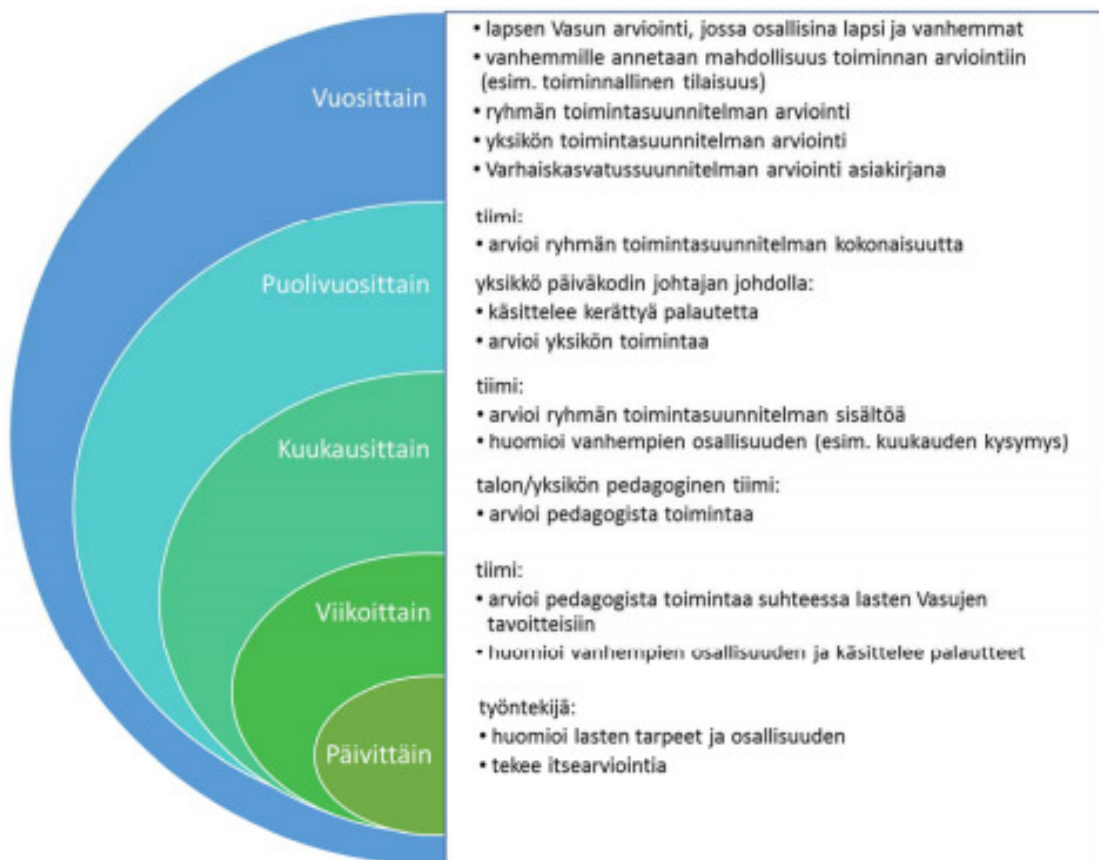 Vuosittain
• lapsen Vasun arviointi, jossa osallisina lapsi ja vanhemmat
• vanhemmille annetaan mahdollisuus toiminnan arviointiin
(esim. toiminnallinen tilaisuus)
• ryhmän toimintasuunnitelman arviointi
• yksikön toimintasuunnitelman arviointi
• Varhaiskasvatussuunnitelman arviointi asiakirjana
Puolivuosittain
tiimi:
• arvioi ryhmän toimintasuunnitelman kokonaisuutta
yksikkö päiväkodin johtajan johdolla:
• käsittelee kerättyä palautetta
• arvioi yksikön toimintaa
Kuukausittain
tiimi:
• arvioi ryhmän toimintasuunnitelman sisältöä
• huomioi vanhempien osallisuuden (esim. kuukauden kysymys)
talon/yksikön pedagoginen tiimi:
• arvioi pedagogista toimintaa
Viikoittain
tiimi:
• arvioi pedagogista toimintaa suhteessa lasten Vasujen
tavoitteisiin
• huomioi vanhempien osallisuuden ja käsittelee palautteet
Päivittäin
työntekijä:
• huomioi lasten tarpeet ja osallisuuden
• tekee itsearviointia